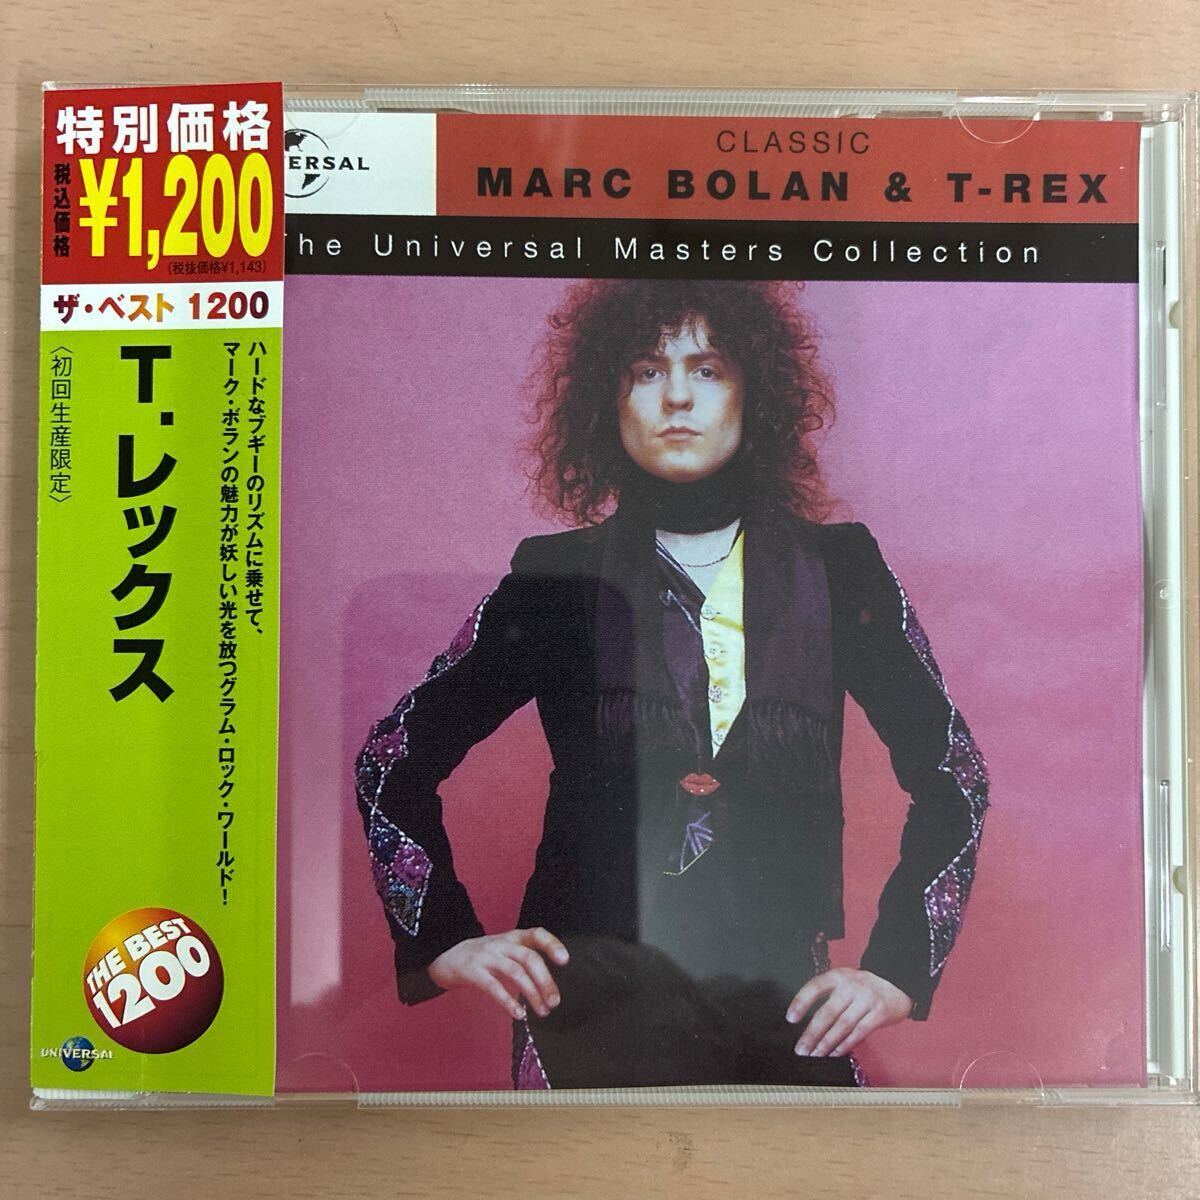 特別価格
税込価格
¥1,200
(税抜価格¥1,143)
ザ・ベスト 1200
T.レックス
〈初回生産限定〉
ハードなブギーのリズムに乗せて、
マーク・ボランの魅力が妖しい光を放つグラム・ロック・ワールド!
THE BEST
1200
UNIVERSAL
VERSAL
CLASSIC
MARC BOLAN & T-REX
he Universal Masters Collection